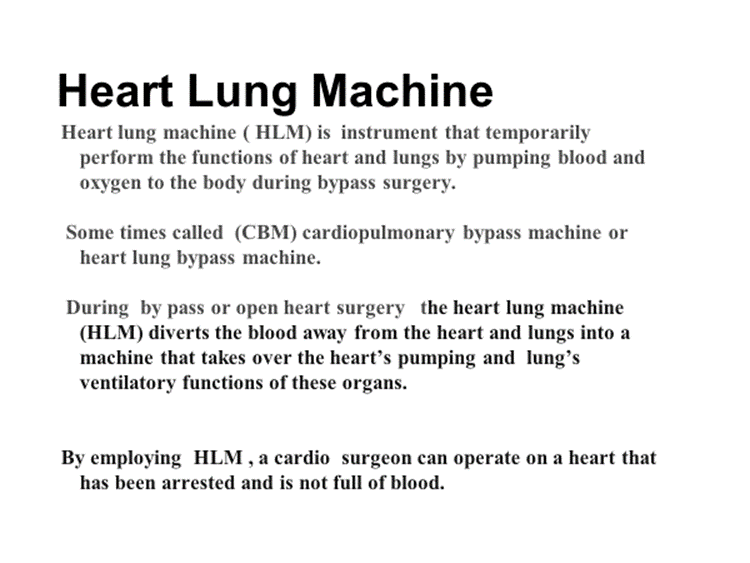 Heart Lung Machine
Heart lung machine ( HLM) is instrument that temporarily
perform the functions of heart and lungs by pumping blood and
oxygen to the body during bypass surgery.
Some times called (CBM) cardiopulmonary bypass machine or
heart lung bypass machine.
During by pass or open heart surgery the heart lung machine
(HLM) diverts the blood away from the heart and lungs into a
machine that takes over the heart’s pumping and lung’s
ventilatory functions of these organs.
By employing HLM , a cardio surgeon can operate on a heart that
has been arrested and is not full of blood.